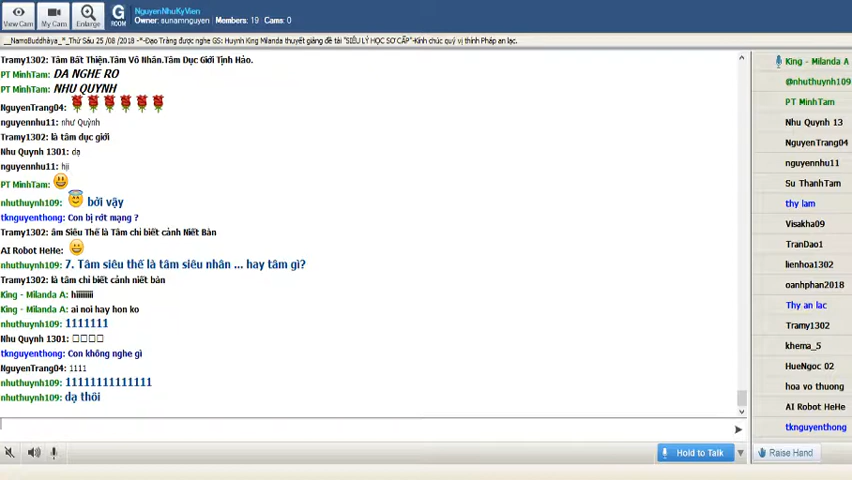 View Cam
My Cam
Enlarge
G
ROOM
NguyenNhuKyVien
Owner: sunamnguyen : Members: 19 : Cams: 0
__NamoBuddhàya_*_Thứ Sáu 25 /08 /2018 -*-Đạo Tràng được nghe GS: Huynh King Milanda thuyết giảng đề tài "SIÊU LÝ HỌC SƠ CẤP"-Kính chúc quý vị thính Pháp an lạc.
Tramy1302: Tâm Bất Thiện.Tâm Vô Nhân.Tâm Dục Giới Tịnh Hảo.
PT MinhTam: DA NGHE RO
PT MinhTam: NHU QUYNH
NguyenTrang04:
nguyennhu11: như Quỳnh
Tramy1302: là tâm dục giới
Nhu Quynh 1301: dạ
nguyennhu11: hịi
PT MinhTam:
nhuthuynh109: bởi vậy
tknguyenthong: Con bị rớt mạng ?
Tramy1302: âm Siêu Thế là Tâm chỉ biết cảnh Niết Bàn
AI Robot HeHe:
nhuthuynh109: 7. Tâm siêu thế là tâm siêu nhân ... hay tâm gì?
Tramy1302: là tâm chỉ biết cảnh niết bàn
King - Milanda A: hiiiiiiii
King - Milanda A: ai noi hay hon ko
nhuthuynh109: 1111111
Nhu Quynh 1301: □□□□
tknguyenthong: Con không nghe gì
NguyenTrang04: 1111
nhuthuynh109: 11111111111111
nhuthuynh109: dạ thôi
King - Milanda A
@nhuthuynh109
PT MinhTam
Nhu Quynh 13
NguyenTrang04
nguyennhu11
Su ThanhTam
thy lam
Visakha09
TranDao1
lienhoa1302
oanhphan2018
Thy an lac
Tramy1302
khema_5
HueNgoc 02
hoa vo thuong
AI Robot HeHe
tknguyenthong
Hold to Talk
Raise Hand